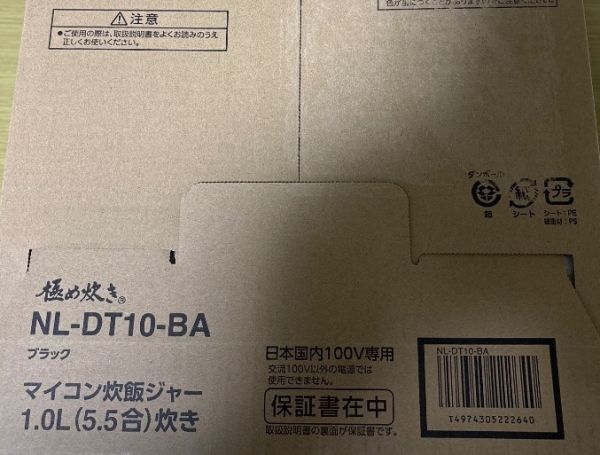 ⚠注意
●ご使用の際は、取扱説明書をよくお読みのうえ
正しくお使いください。
ダンボール
箱
シート
プラ
シート:PE
緩衝材:PS
極め炊き®
NL-DT10-BA
ブラック
マイコン炊飯ジャー
1.0L(5.5合)炊き
日本国内100V専用
交流100V以外の電源では
使用できません。
保証書在中
取扱説明書の裏面が保証書です。
NL-DT10-BA
T4974305222640